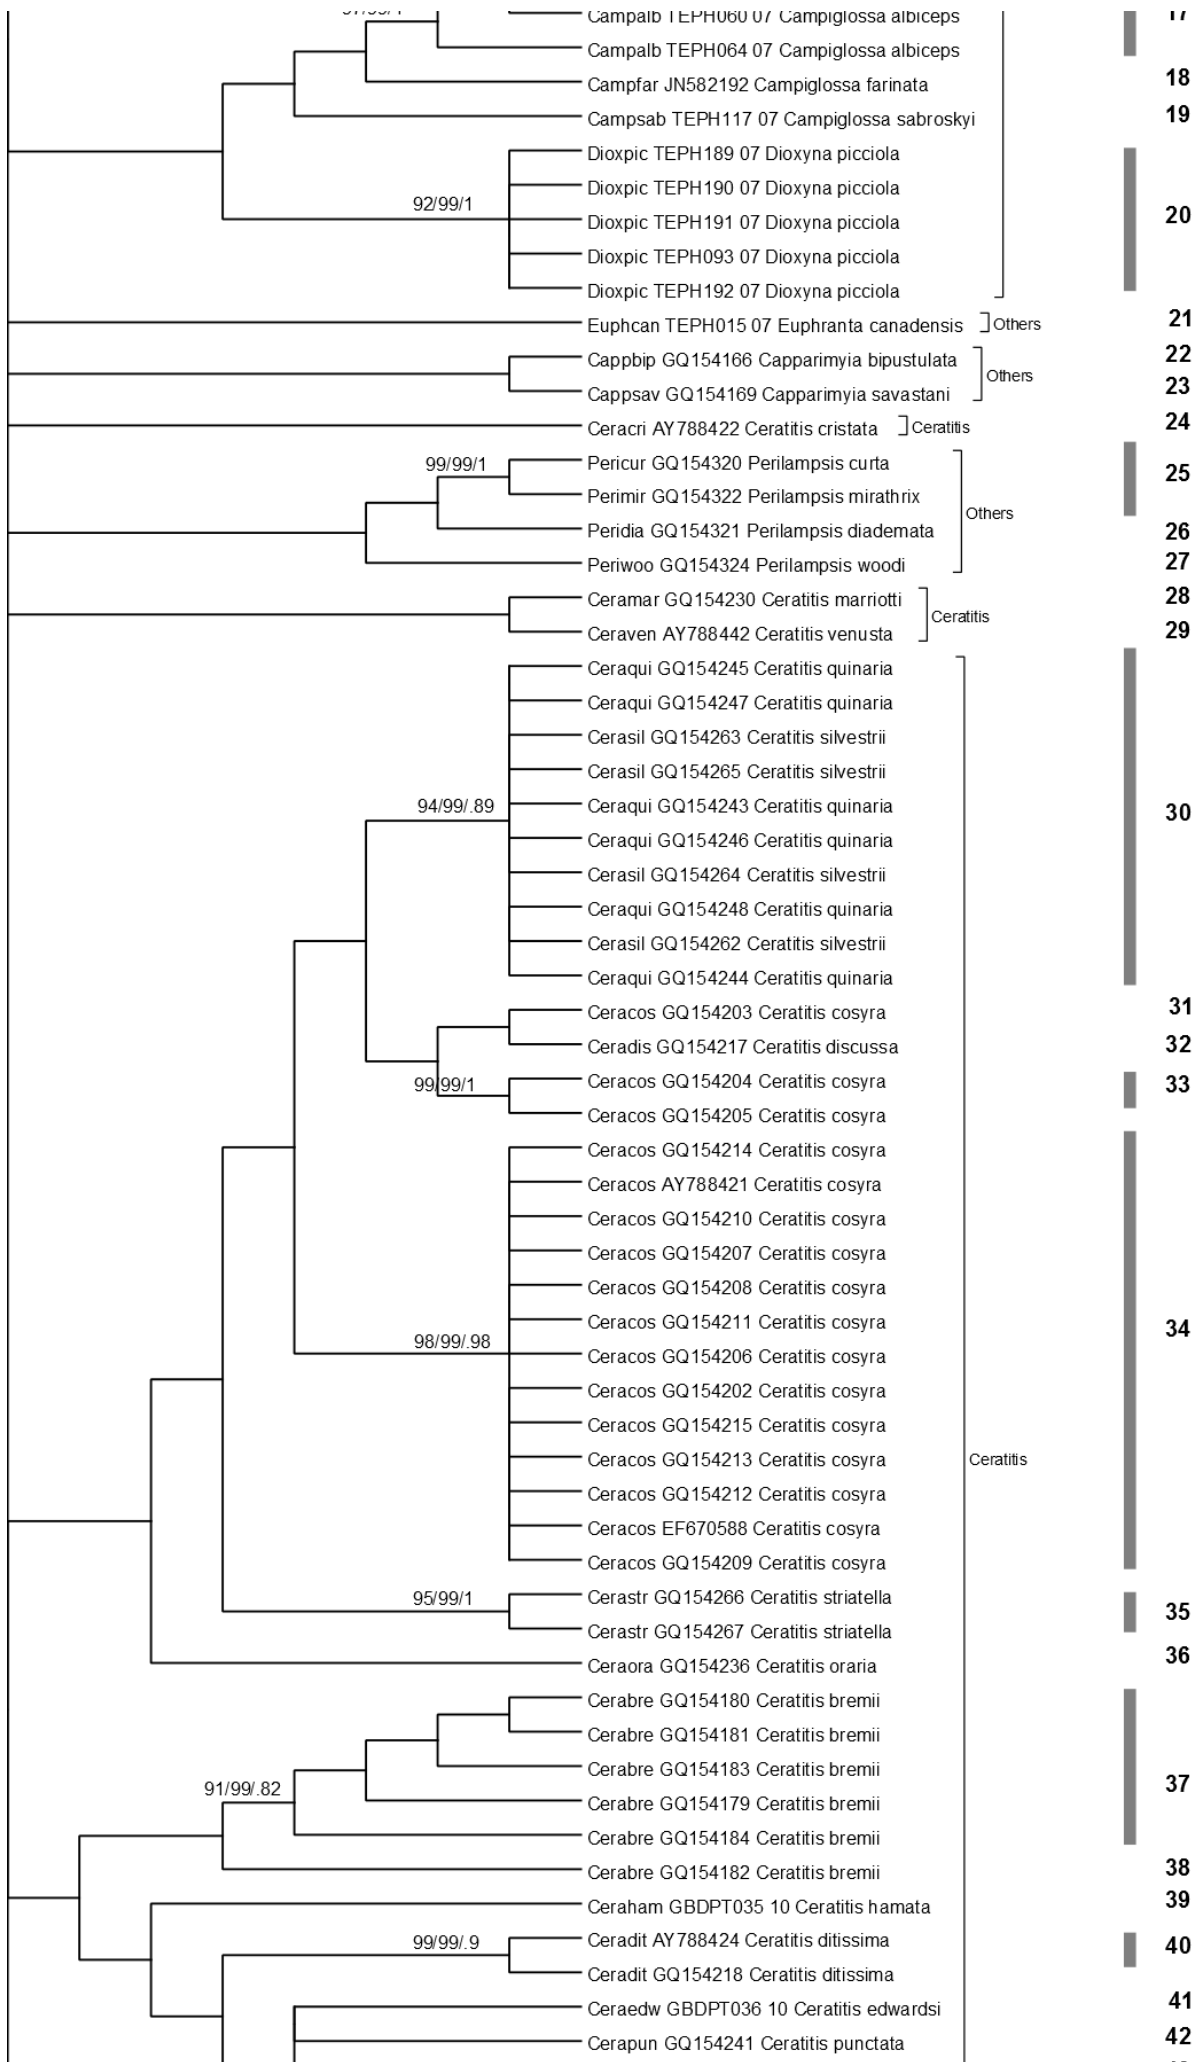 Campalb TEPH060 07 Campiglossa albiceps 17
Campalb TEPH064 07 Campiglossa albiceps
Campfar JN582192 Campiglossa farinata 18
Campsab TEPH117 07 Campiglossa sabroskyi 19
Dioxpic TEPH189 07 Dioxyna picciola
Dioxpic TEPH190 07 Dioxyna picciola
92/99/1 Dioxpic TEPH191 07 Dioxyna picciola 20
Dioxpic TEPH093 07 Dioxyna picciola
Dioxpic TEPH192 07 Dioxyna picciola
Euphcan TEPH015 07 Euphranta canadensis Others 21
Cappbip GQ154166 Capparimyia bipustulata 22
Others
Cappsav GQ154169 Capparimyia savastani 23
Ceracri AY788422 Ceratitis cristata Ceratitis 24
99/99/1 Pericur GQ154320 Perilampsis curta 25
Perimir GQ154322 Perilampsis mirathrix
Others
Peridia GQ154321 Perilampsis diademata 26
Periwoo GQ154324 Perilampsis woodi 27
Ceramar GQ154230 Ceratitis marriotti 28
Ceratitis
Ceraven AY788442 Ceratitis venusta 29
Ceraqui GQ154245 Ceratitis quinaria
Ceraqui GQ154247 Ceratitis quinaria
Cerasil GQ154263 Ceratitis silvestrii
Cerasil GQ154265 Ceratitis silvestrii
94/99/.89 Ceraqui GQ154243 Ceratitis quinaria 30
Ceraqui GQ154246 Ceratitis quinaria
Cerasil GQ154264 Ceratitis silvestrii
Ceraqui GQ154248 Ceratitis quinaria
Cerasil GQ154262 Ceratitis silvestrii
Ceraqui GQ154244 Ceratitis quinaria
Ceracos GQ154203 Ceratitis cosyra 31
Ceradis GQ154217 Ceratitis discussa 32
99/99/1 Ceracos GQ154204 Ceratitis cosyra 33
Ceracos GQ154205 Ceratitis cosyra
Ceracos GQ154214 Ceratitis cosyra
Ceracos AY788421 Ceratitis cosyra
Ceracos GQ154210 Ceratitis cosyra
Ceracos GQ154207 Ceratitis cosyra
Ceracos GQ154208 Ceratitis cosyra
Ceracos GQ154211 Ceratitis cosyra 34
98/99/.98 Ceracos GQ154206 Ceratitis cosyra
Ceracos GQ154202 Ceratitis cosyra
Ceracos GQ154215 Ceratitis cosyra
Ceracos GQ154213 Ceratitis cosyra Ceratitis
Ceracos GQ154212 Ceratitis cosyra
Ceracos EF670588 Ceratitis cosyra
Ceracos GQ154209 Ceratitis cosyra
95/99/1 Cerastr GQ154266 Ceratitis striatella 35
Cerastr GQ154267 Ceratitis striatella
Ceraora GQ154236 Ceratitis oraria 36
Cerabre GQ154180 Ceratitis bremii
Cerabre GQ154181 Ceratitis bremii
Cerabre GQ154183 Ceratitis bremii 37
91/99/.82 Cerabre GQ154179 Ceratitis bremii
Cerabre GQ154184 Ceratitis bremii
Cerabre GQ154182 Ceratitis bremii 38
Ceraham GBDPT035 10 Ceratitis hamata 39
99/99/.9 Ceradit AY788424 Ceratitis ditissima 40
Ceradit GQ154218 Ceratitis ditissima
Ceraedw GBDPT036 10 Ceratitis edwardsi 41
Cerapun GQ154241 Ceratitis punctata 42